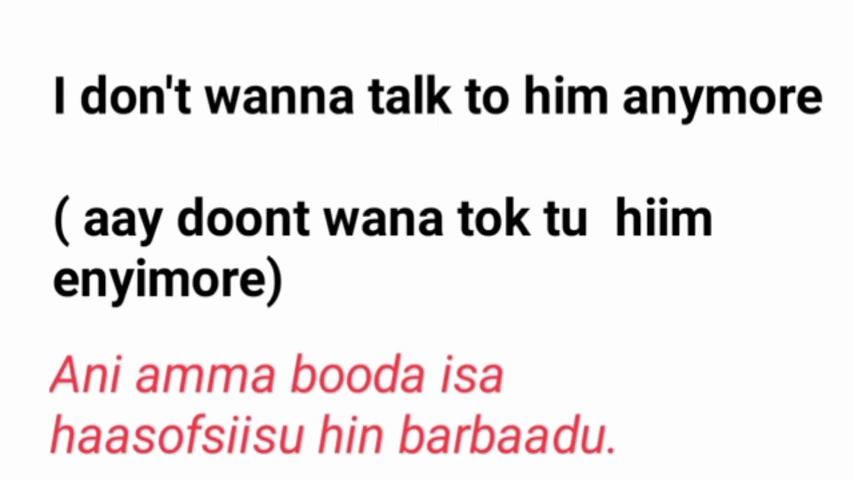 I don't wanna talk to him anymore
( aay doont wana tok tu  hiim
enyimore)
Ani amma booda isa
haasofsiisu hin barbaadu.